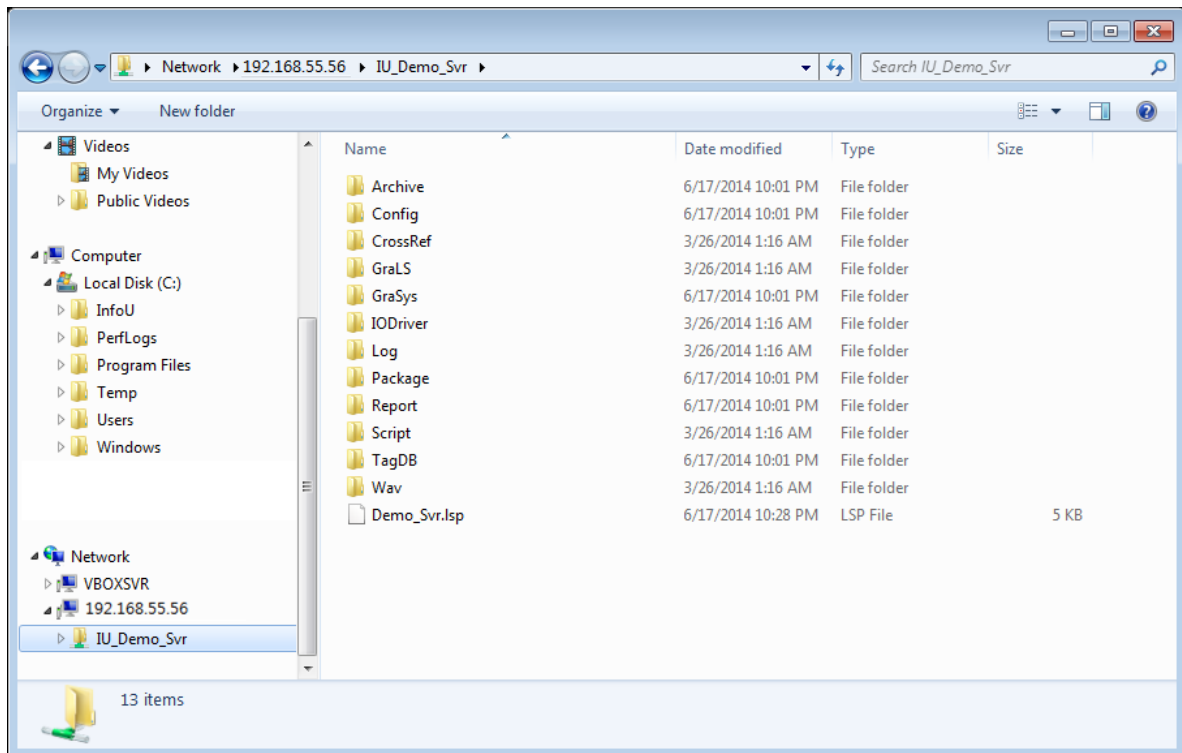 Network 192.168.55.56 IU_Demo_Svr
Search IU_Demo_Svr
Organize New folder
Videos
My Videos
Public Videos
Computer
Local Disk (C:)
InfoU
PerfLogs
Program Files
Temp
Users
Windows
Network
VBOXSVR
192.168.55.56
IU_Demo_Svr
Name Date modified Type Size
Archive 6/17/2014 10:01 PM File folder
Config 6/17/2014 10:01 PM File folder
CrossRef 3/26/2014 1:16 AM File folder
GraLS 3/26/2014 1:16 AM File folder
GraSys 6/17/2014 10:01 PM File folder
IODriver 3/26/2014 1:16 AM File folder
Log 3/26/2014 1:16 AM File folder
Package 6/17/2014 10:01 PM File folder
Report 6/17/2014 10:01 PM File folder
Script 3/26/2014 1:16 AM File folder
TagDB 6/17/2014 10:01 PM File folder
Wav 3/26/2014 1:16 AM File folder
Demo_Svr.lsp 6/17/2014 10:28 PM LSP File 5 KB
13 items